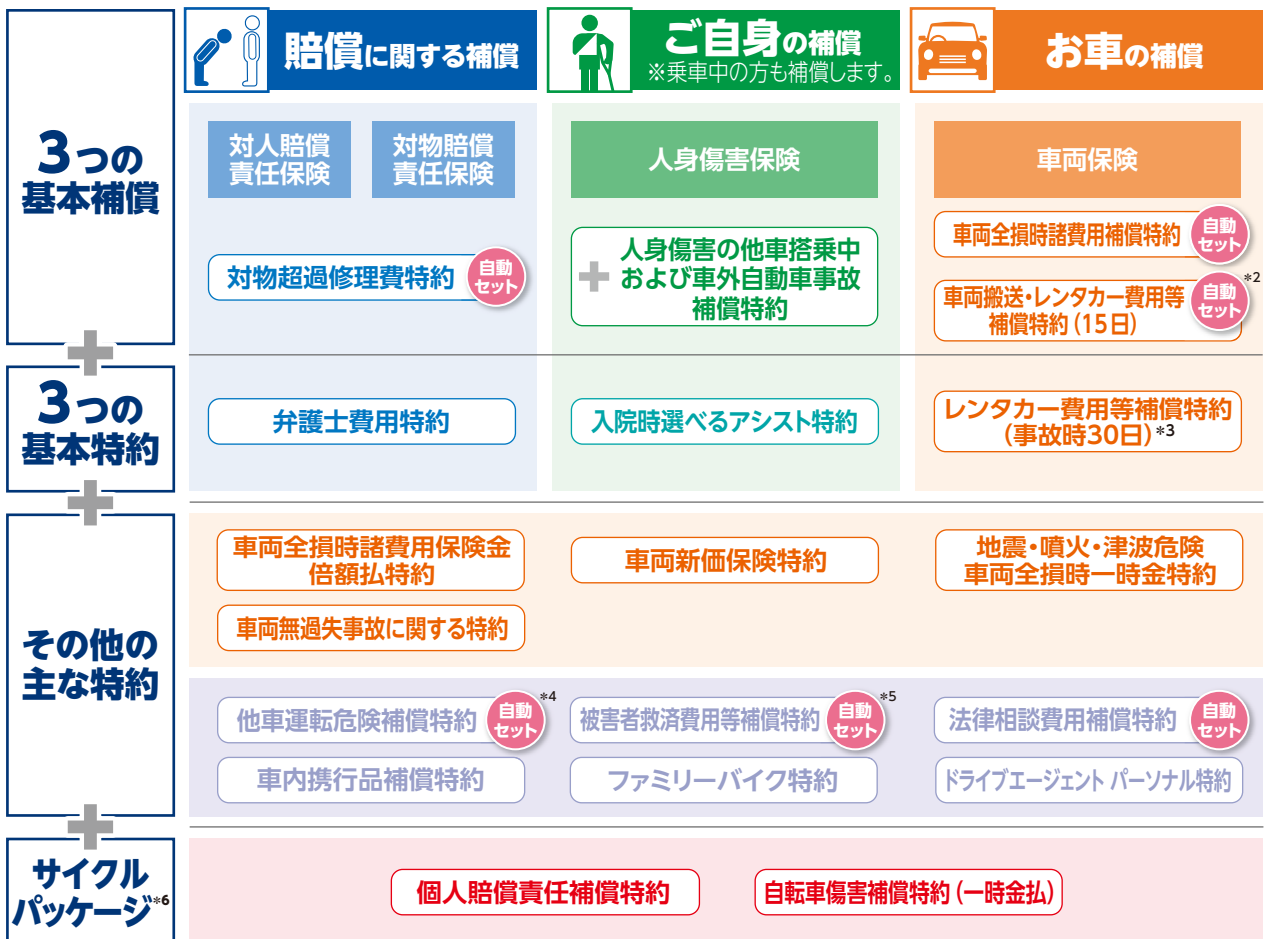 賠償に関する補償
ご自身の補償
※乗車中の方も補償します。
お車の補償
3つの
基本補償
対人賠償
責任保険
対物賠償
責任保険
対物超過修理費特約
自動
セット
人身傷害保険
人身傷害の他車搭乗中
および車外自動車事故
補償特約
車両保険
車両全損時諸費用補償特約
自動
セット
車両搬送・レンタカー費用等
補償特約(15日)
自動
セット
*2
3つの
基本特約
弁護士費用特約
入院時選べるアシスト特約
レンタカー費用等補償特約
(事故時30日)*3
その他の
主な特約
車両全損時諸費用保険金
倍額払特約
車両新価保険特約
地震・噴火・津波危険
車両全損時一時金特約
車両無過失事故に関する特約
他車運転危険補償特約
自動
セット
*4
被害者救済費用等補償特約
自動
セット
*5
法律相談費用補償特約
自動
セット
車内携行品補償特約
ファミリーバイク特約
ドライブエージェント パーソナル特約
サイクル
パッケージ*6
個人賠償責任補償特約
自転車傷害補償特約(一時金払)